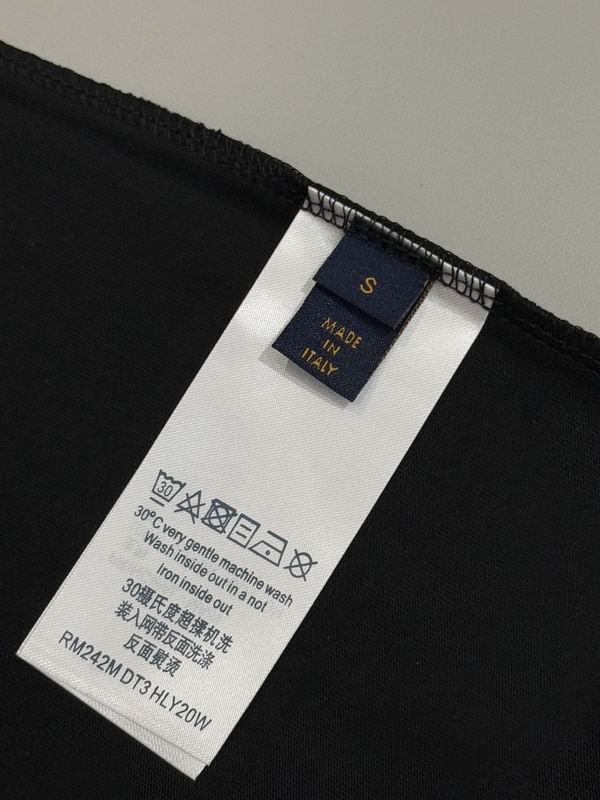 S
MADE
IN
ITALY
30
30°C very gentle machine wash
Wash inside out in a not
Iron inside out
30摄氏度超揉机洗
装入网带反面洗涤
反面熨烫
RM242M DT3 HLY20W